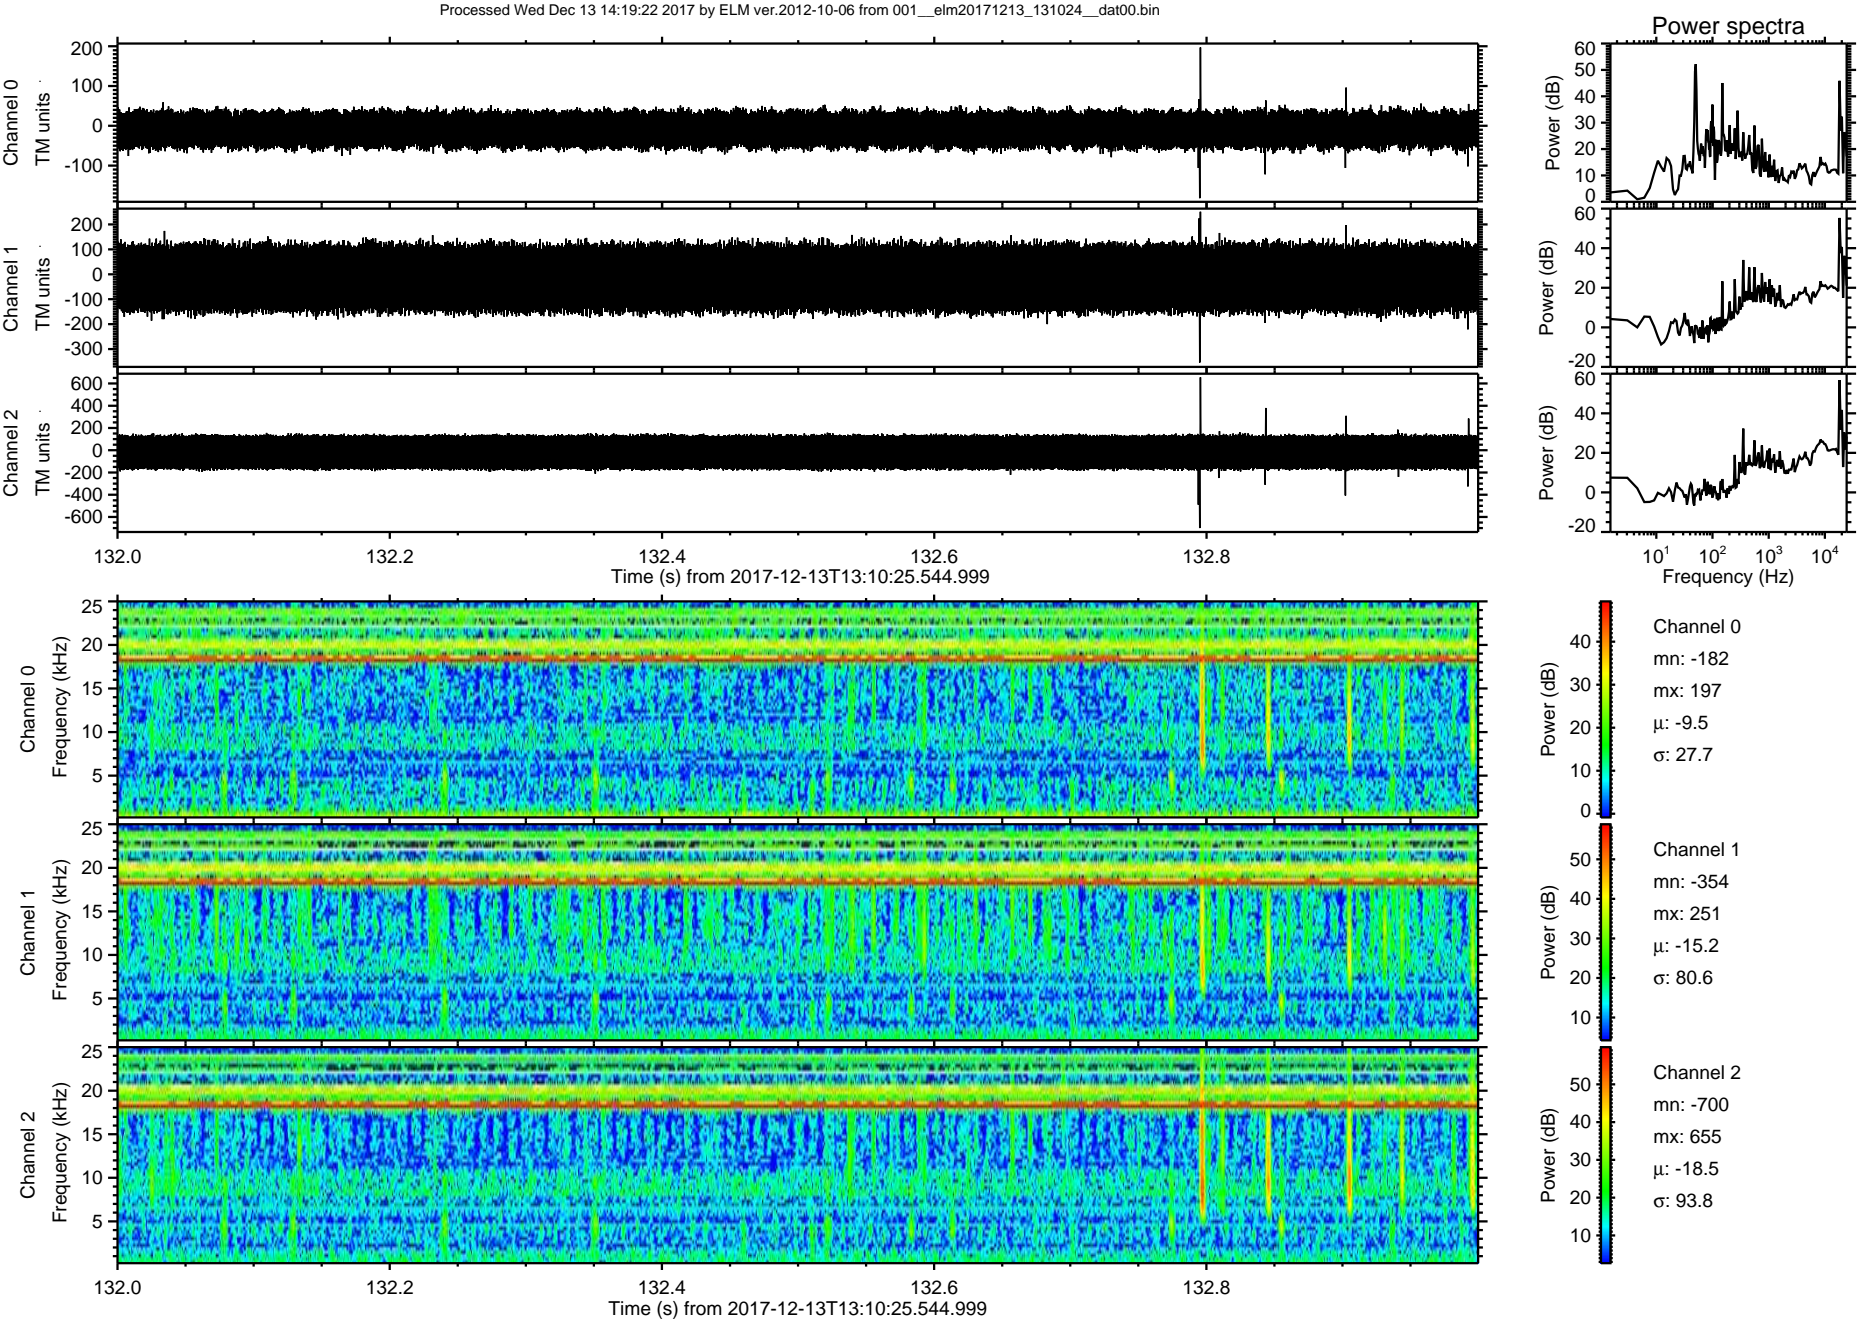 Processed Wed Dec 13 14:19:22 2017 by ELM ver.2012-10-06 from 001__elm20171213_131024__dat00.bin
Power spectra
Channel 0
TM units
200
100
0
-100
Power (dB)
60
50
40
30
20
10
0
Channel 1
TM units
200
100
0
-100
-200
-300
Power (dB)
60
40
20
0
-20
Channel 2
TM units
600
400
200
0
-200
-400
-600
Power (dB)
60
40
20
0
-20
132.0 132.2 132.4 132.6 132.8
Time (s) from 2017-12-13T13:10:25.544.999
10¹ 10² 10³ 10⁴
Frequency (Hz)
Channel 0
Frequency (kHz)
25
20
15
10
5
Power (dB)
40
30
20
10
0
Channel 0
mn: -182
mx: 197
μ: -9.5
σ: 27.7
Channel 1
Frequency (kHz)
25
20
15
10
5
Power (dB)
50
40
30
20
10
Channel 1
mn: -354
mx: 251
μ: -15.2
σ: 80.6
Channel 2
Frequency (kHz)
25
20
15
10
5
Power (dB)
50
40
30
20
10
Channel 2
mn: -700
mx: 655
μ: -18.5
σ: 93.8
132.0 132.2 132.4 132.6 132.8
Time (s) from 2017-12-13T13:10:25.544.999